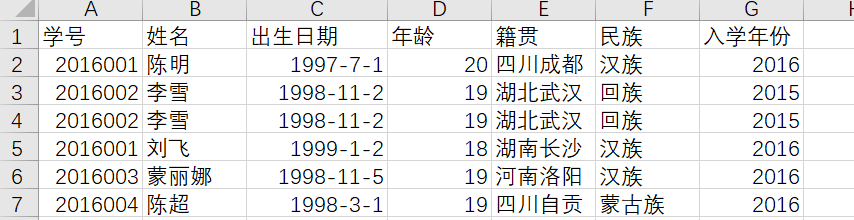 A B C D E F G
1 学号 姓名 出生日期 年龄 籍贯 民族 入学年份
2 2016001 陈明 1997-7-1 20 四川成都 汉族 2016
3 2016002 李雪 1998-11-2 19 湖北武汉 回族 2015
4 2016002 李雪 1998-11-2 19 湖北武汉 回族 2015
5 2016001 刘飞 1999-1-2 18 湖南长沙 汉族 2016
6 2016003 蒙丽娜 1998-11-5 19 河南洛阳 汉族 2016
7 2016004 陈超 1998-3-1 19 四川自贡 蒙古族 2016